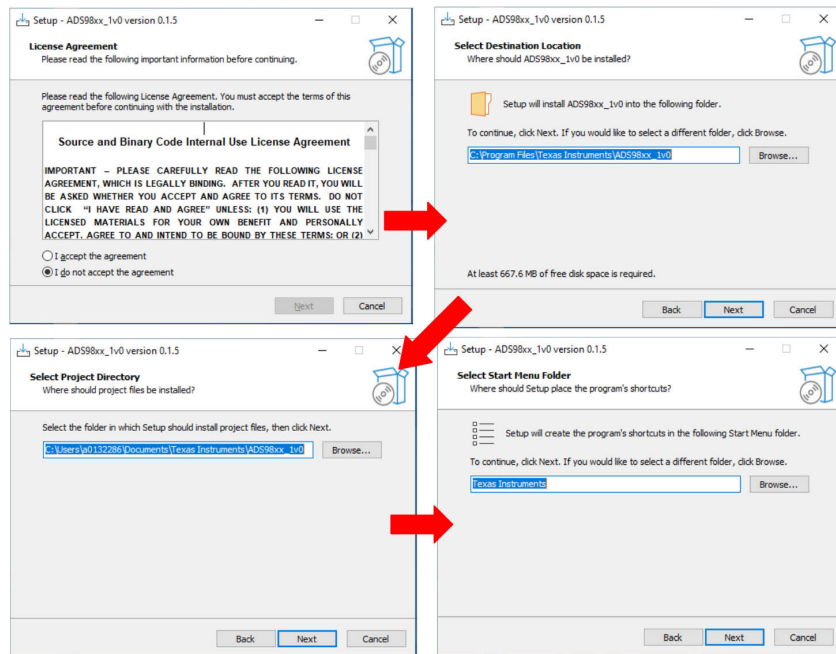 Setup - ADS98xx_1v0 version 0.1.5
License Agreement
Please read the following important information before continuing.
Please read the following License Agreement. You must accept the terms of this
agreement before continuing with the installation.
Source and Binary Code Internal Use License Agreement
IMPORTANT – PLEASE CAREFULLY READ THE FOLLOWING LICENSE
AGREEMENT, WHICH IS LEGALLY BINDING. AFTER YOU READ IT, YOU WILL
BE ASKED WHETHER YOU ACCEPT AND AGREE TO ITS TERMS. DO NOT
CLICK "I HAVE READ AND AGREE" UNLESS: (1) YOU WILL USE THE
LICENSED MATERIALS FOR YOUR OWN BENEFIT AND PERSONALLY
ACCEPT, AGREE TO AND INTEND TO BE BOUND BY THESE TERMS; OR (2)
I accept the agreement
I do not accept the agreement
Next Cancel
Setup - ADS98xx_1v0 version 0.1.5
Select Destination Location
Where should ADS98xx_1v0 be installed?
Setup will install ADS98xx_1v0 into the following folder.
To continue, click Next. If you would like to select a different folder, click Browse.
C:\Program Files\Texas Instruments\ADS98xx_1v0 Browse...
At least 667.6 MB of free disk space is required.
Back Next Cancel
Setup - ADS98xx_1v0 version 0.1.5
Select Project Directory
Where should project files be installed?
Select the folder in which Setup should install project files, then click Next.
C:\Users\a0132286\Documents\Texas Instruments\ADS98xx_1v0 Browse...
Back Next Cancel
Setup - ADS98xx_1v0 version 0.1.5
Select Start Menu Folder
Where should Setup place the program's shortcuts?
Setup will create the program's shortcuts in the following Start Menu folder.
To continue, click Next. If you would like to select a different folder, click Browse.
Texas Instruments Browse...
Back Next Cancel